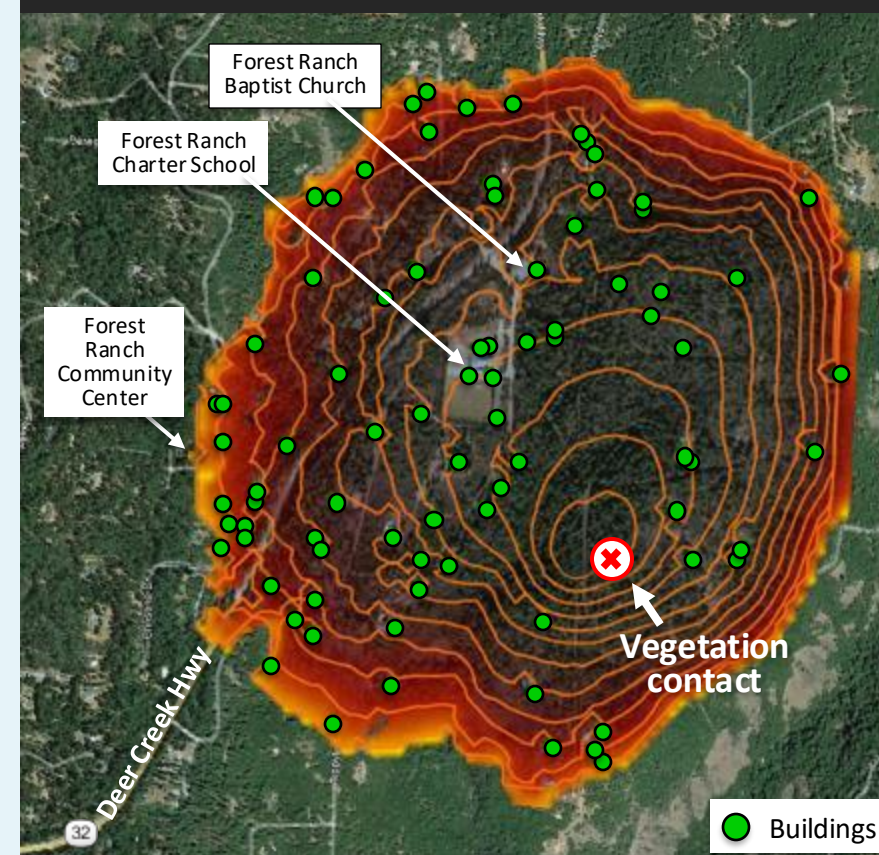 Forest Ranch
Baptist Church
Forest Ranch
Charter School
Forest
Ranch
Community
Center
Vegetation
contact
Deer Creek Hwy
32
Buildings